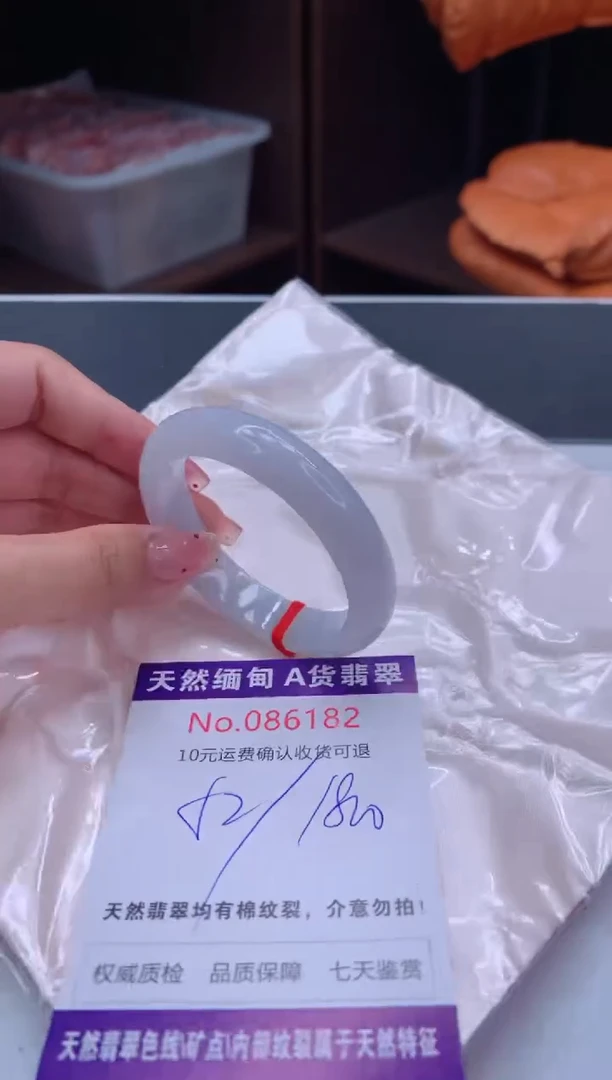 天然缅甸 A货翡翠
No.086182
10元运费确认收货可退
52/1800
天然翡翠均有棉纹裂，介意勿拍！
权威质检 品质保障 七天鉴赏
天然翡翠色线\矿点\内部纹裂属于天然特征